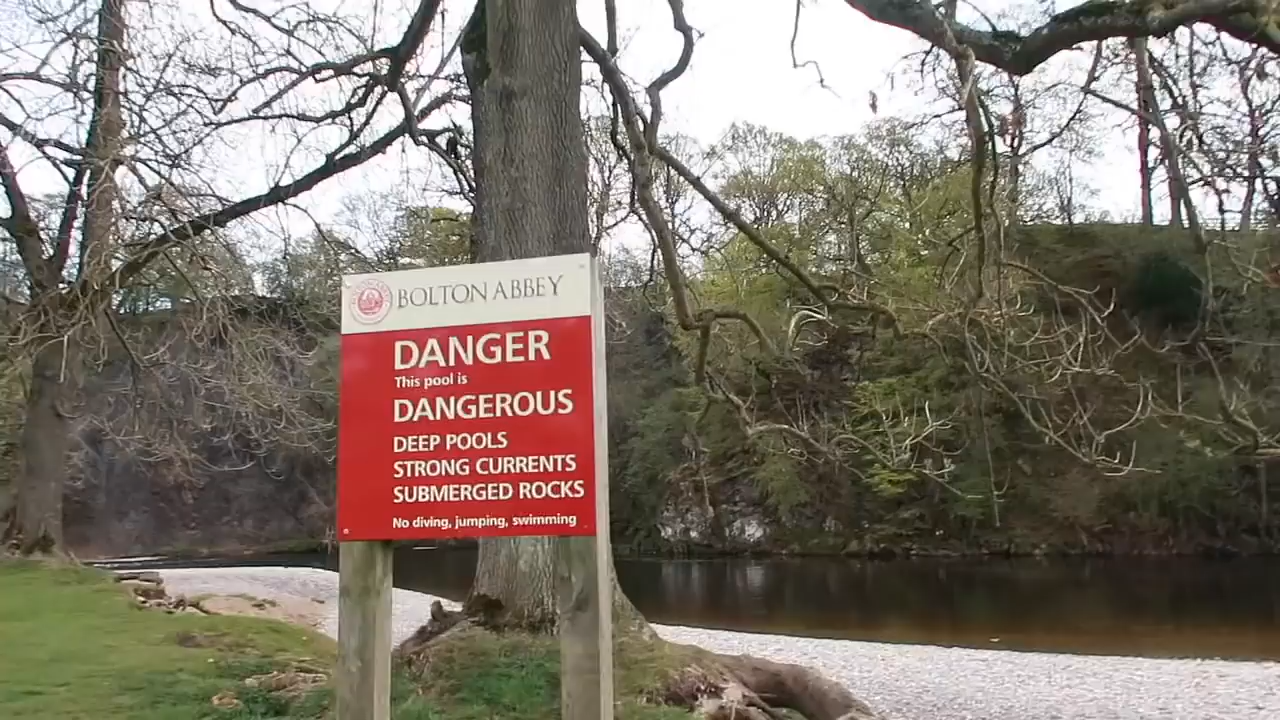 BOLTON ABBEY
DANGER
This pool is
DANGEROUS
DEEP POOLS
STRONG CURRENTS
SUBMERGED ROCKS
No diving, jumping, swimming